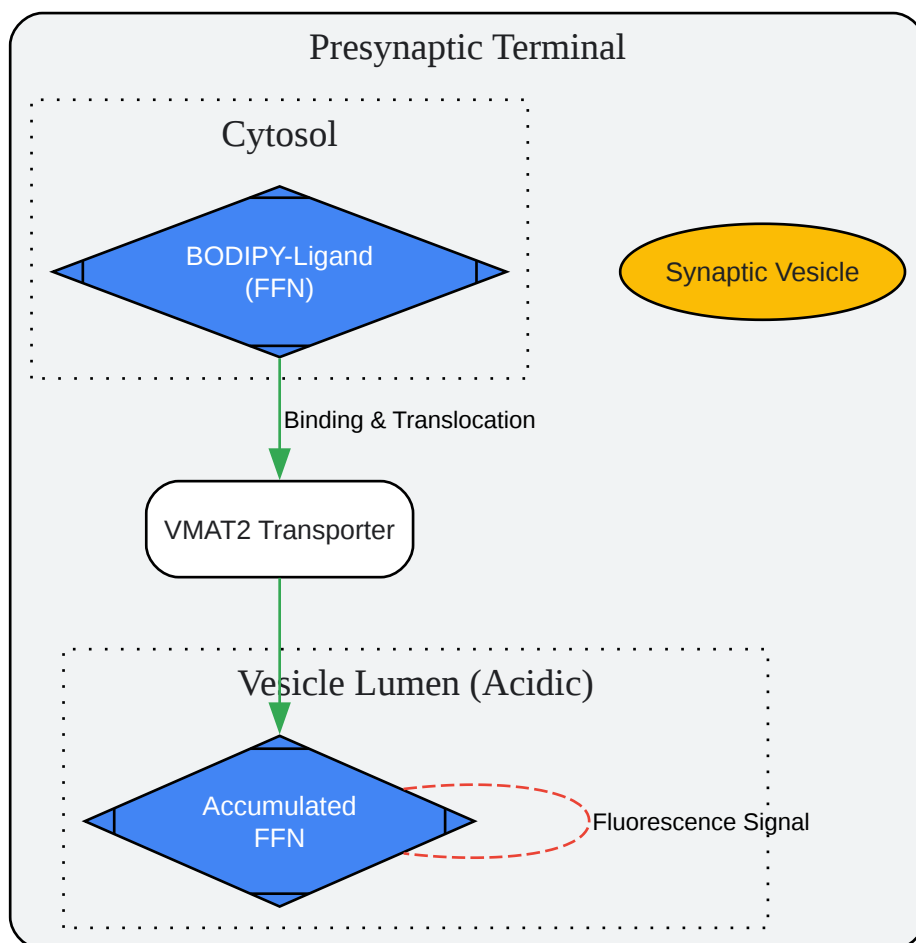 Presynaptic Terminal
Cytosol
BODIPY-Ligand
(FFN)
Synaptic Vesicle
Binding & Translocation
VMAT2 Transporter
Vesicle Lumen (Acidic)
Accumulated
FFN
Fluorescence Signal